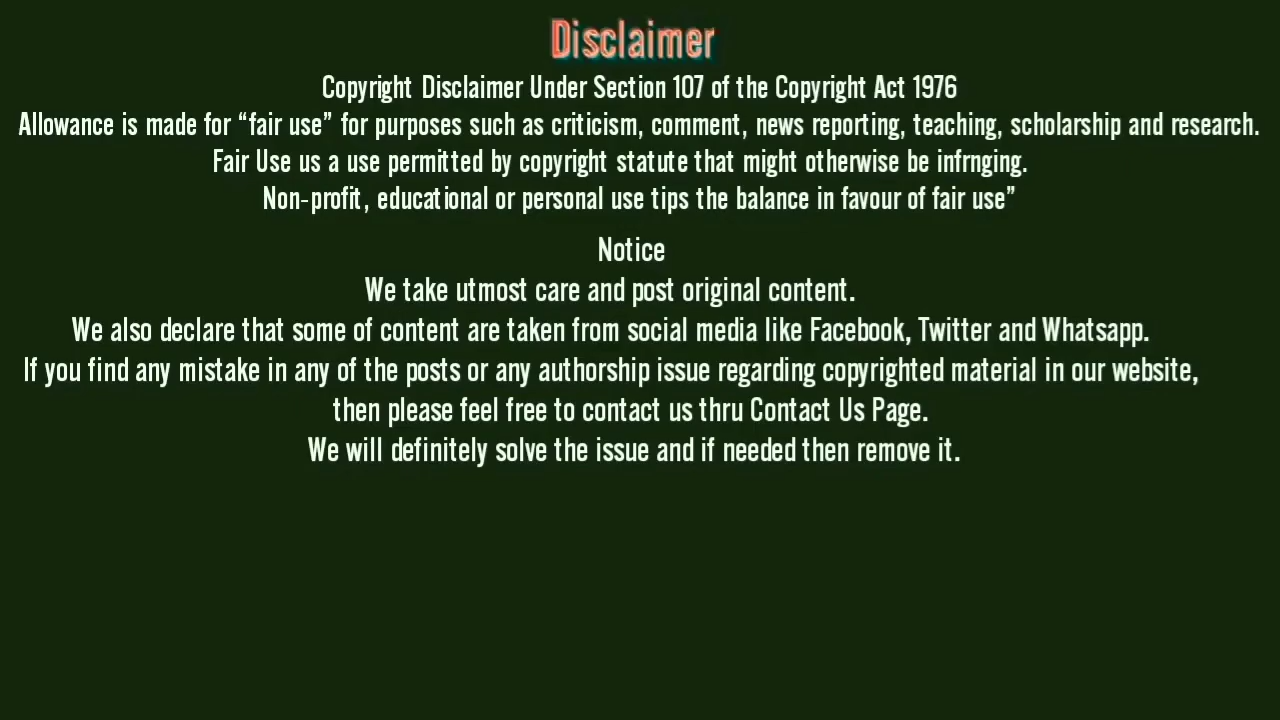 Disclaimer
Copyright Disclaimer Under Section 107 of the Copyright Act 1976
Allowance is made for “fair use” for purposes such as criticism, comment, news reporting, teaching, scholarship and research.
Fair Use us a use permitted by copyright statute that might otherwise be infrnging.
Non-profit, educational or personal use tips the balance in favour of fair use”
Notice
We take utmost care and post original content.
We also declare that some of content are taken from social media like Facebook, Twitter and Whatsapp.
If you find any mistake in any of the posts or any authorship issue regarding copyrighted material in our website,
then please feel free to contact us thru Contact Us Page.
We will definitely solve the issue and if needed then remove it.